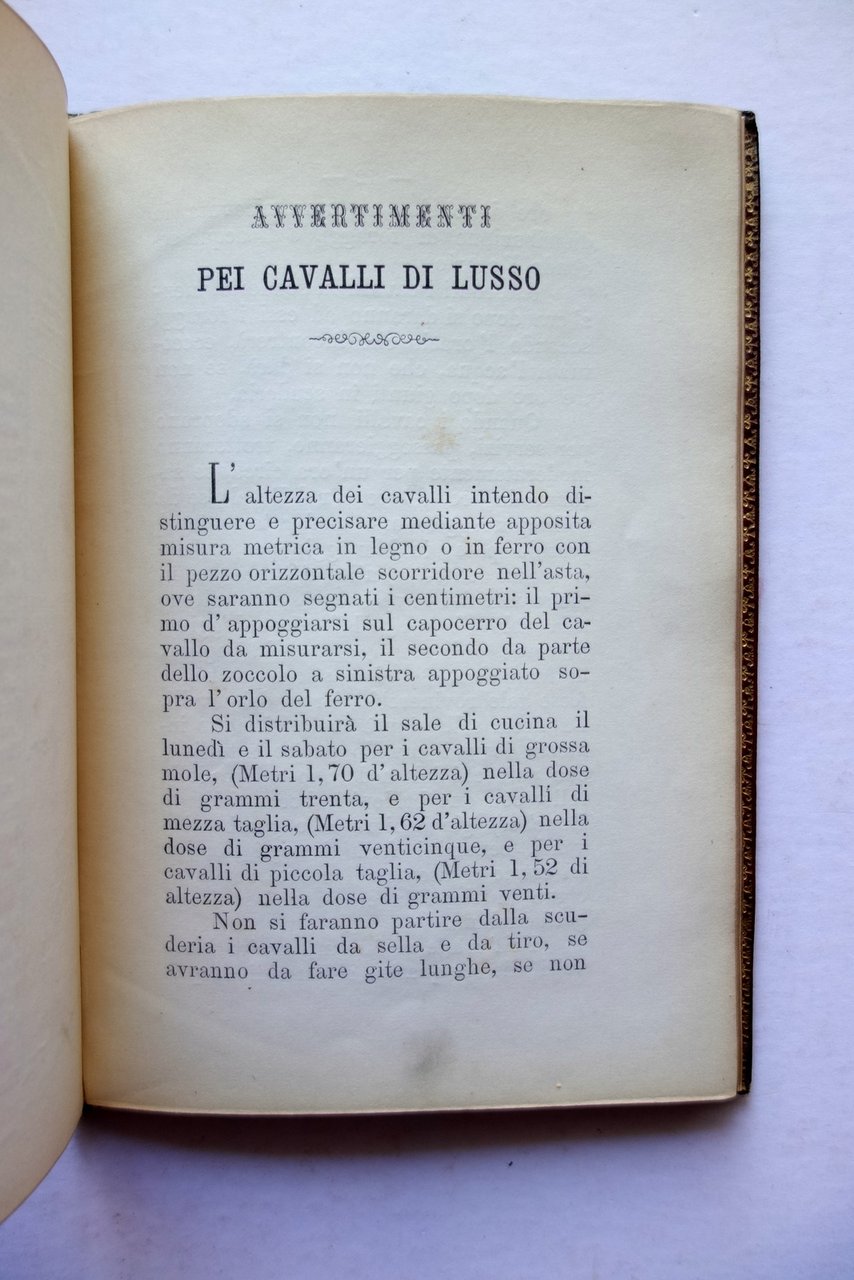 AVVERTIMENTI
PEI CAVALLI DI LUSSO
L' altezza dei cavalli intendo di-
stinguere e precisare mediante apposita
misura metrica in legno o in ferro con
il pezzo orizzontale scorridore nell'asta,
ove saranno segnati i centimetri: il pri-
mo d' appoggiarsi sul capocerro del ca-
vallo da misurarsi, il secondo da parte
dello zoccolo a sinistra appoggiato so-
pra l'orlo del ferro.
Si distribuirà il sale di cucina il
lunedì e il sabato per i cavalli di grossa
mole, (Metri 1,70 d'altezza) nella dose
di grammi trenta, e per i cavalli di
mezza taglia, (Metri 1, 62 d'altezza) nella
dose di grammi venticinque, e per i
cavalli di piccola taglia, (Metri 1, 52 di
altezza) nella dose di grammi venti.
Non si faranno partire dalla scu-
deria i cavalli da sella e da tiro, se
avranno da fare gite lunghe, se non